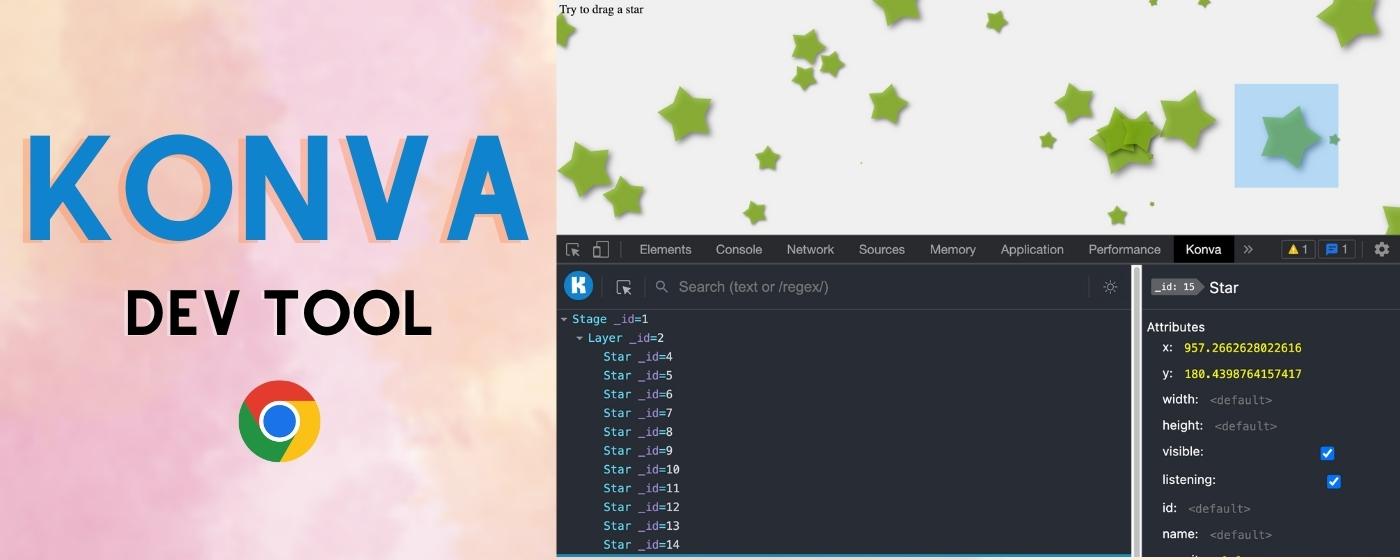 KONVA
DEV TOOL
Try to drag a star
Elements Console Network Sources Memory Application Performance Konva » 1 1
K Search (text or /regex/)
Stage _id=1
Layer _id=2
Star _id=4
Star _id=5
Star _id=6
Star _id=7
Star _id=8
Star _id=9
Star _id=10
Star _id=11
Star _id=12
Star _id=13
Star _id=14
_id: 15 Star
Attributes
x: 957.2662628022616
y: 180.4398764157417
width: <default>
height: <default>
visible:
listening:
id: <default>
name: <default>